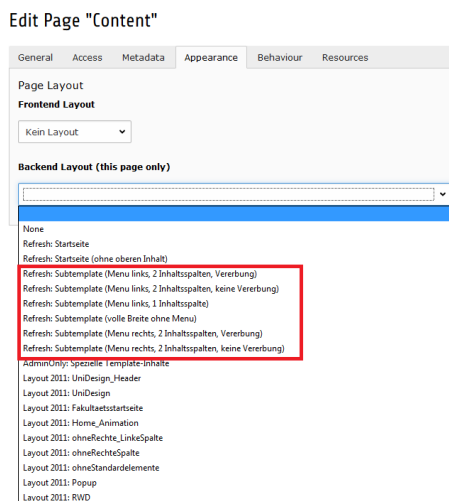 Edit Page "Content"
General Access Metadata Appearance Behaviour Resources
Page Layout
Frontend Layout
Kein Layout
Backend Layout (this page only)
None
Refresh: Startseite
Refresh: Startseite (ohne oberen Inhalt)
Refresh: Subtemplate (Menu links, 2 Inhaltsspalten, Vererbung)
Refresh: Subtemplate (Menu links, 2 Inhaltsspalten, keine Vererbung)
Refresh: Subtemplate (Menu links, 1 Inhaltsspalte)
Refresh: Subtemplate (volle Breite ohne Menu)
Refresh: Subtemplate (Menu rechts, 2 Inhaltsspalten, Vererbung)
Refresh: Subtemplate (Menu rechts, 2 Inhaltsspalten, keine Vererbung)
AdminOnly: Spezielle Template-Inhalte
Layout 2011: UniDesign_Header
Layout 2011: UniDesign
Layout 2011: Fakultaetsstartseite
Layout 2011: Home_Animation
Layout 2011: ohneRechte_LinkeSpalte
Layout 2011: ohneRechteSpalte
Layout 2011: ohneStandardelemente
Layout 2011: Popup
Layout 2011: RWD